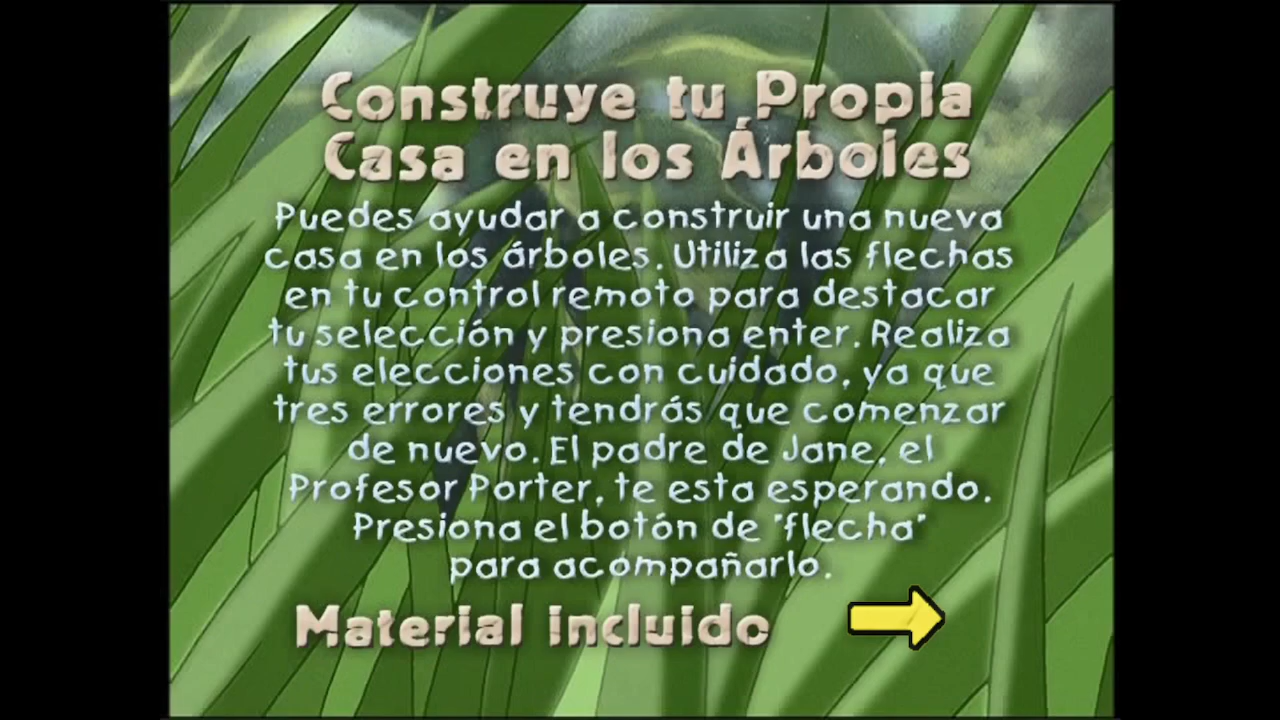 Construye tu Propia
Casa en los Árboles
Puedes ayudar a construir una nueva
casa en los árboles. Utiliza las flechas
en tu control remoto para destacar
tu selección y presiona enter. Realiza
tus elecciones con cuidado, ya que
tres errores y tendrás que comenzar
de nuevo. El padre de Jane, el
Profesor Porter, te esta esperando.
Presiona el botón de "flecha"
para acompañarlo.
Material incluido